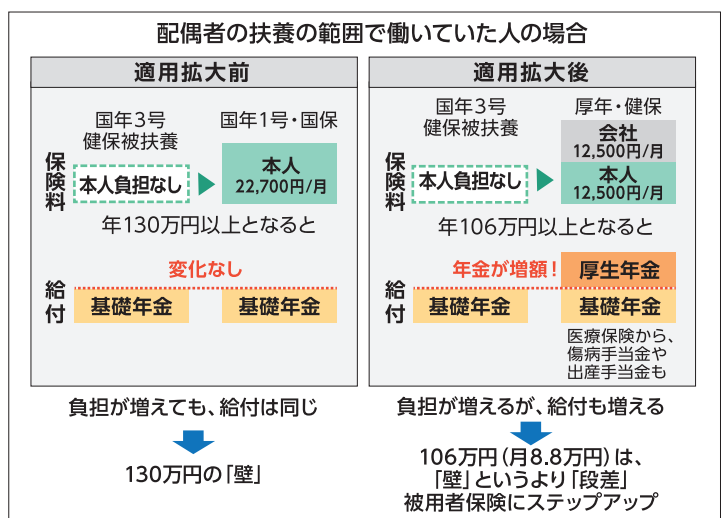 配偶者の扶養の範囲で働いていた人の場合
適用拡大前
国年3号
健保被扶養
国年1号・国保
保険料
本人負担なし
本人
22,700円/月
年130万円以上となると
変化なし
給付
基礎年金
基礎年金
負担が増えても、給付は同じ
130万円の「壁」
適用拡大後
国年3号
健保被扶養
厚年・健保
保険料
本人負担なし
会社
12,500円/月
本人
12,500円/月
年106万円以上となると
年金が増額!
厚生年金
給付
基礎年金
基礎年金
医療保険から、
傷病手当金や
出産手当金も
負担が増えるが、給付も増える
106万円(月8.8万円)は、
「壁」というより「段差」
被用者保険にステップアップ